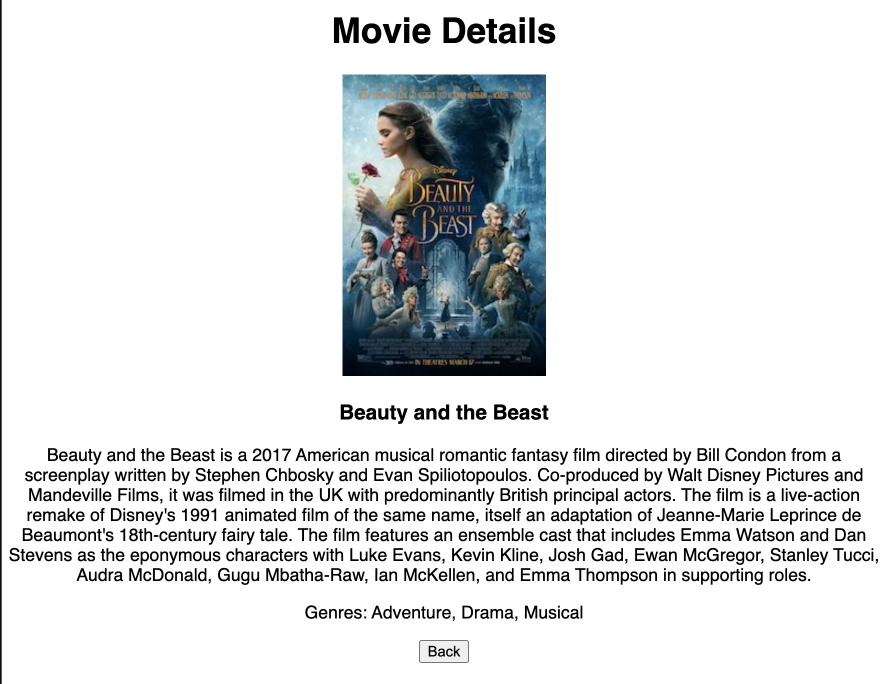 Movie Details
Disney
BEAUTY
AND THE
BEAST
IN THEATRES MARCH 17
Beauty and the Beast
Beauty and the Beast is a 2017 American musical romantic fantasy film directed by Bill Condon from a
screenplay written by Stephen Chbosky and Evan Spiliotopoulos. Co-produced by Walt Disney Pictures and
Mandeville Films, it was filmed in the UK with predominantly British principal actors. The film is a live-action
remake of Disney's 1991 animated film of the same name, itself an adaptation of Jeanne-Marie Leprince de
Beaumont's 18th-century fairy tale. The film features an ensemble cast that includes Emma Watson and Dan
Stevens as the eponymous characters with Luke Evans, Kevin Kline, Josh Gad, Ewan McGregor, Stanley Tucci,
Audra McDonald, Gugu Mbatha-Raw, Ian McKellen, and Emma Thompson in supporting roles.
Genres: Adventure, Drama, Musical
Back